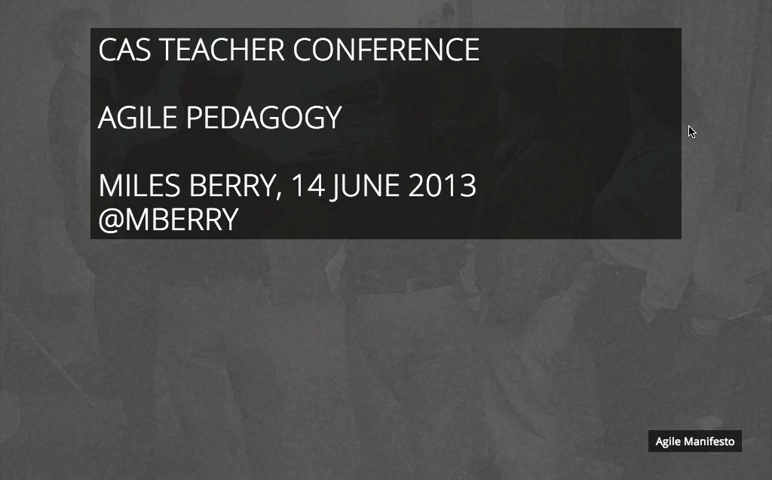 CAS TEACHER CONFERENCE
AGILE PEDAGOGY
MILES BERRY, 14 JUNE 2013
@MBERRY
Agile Manifesto